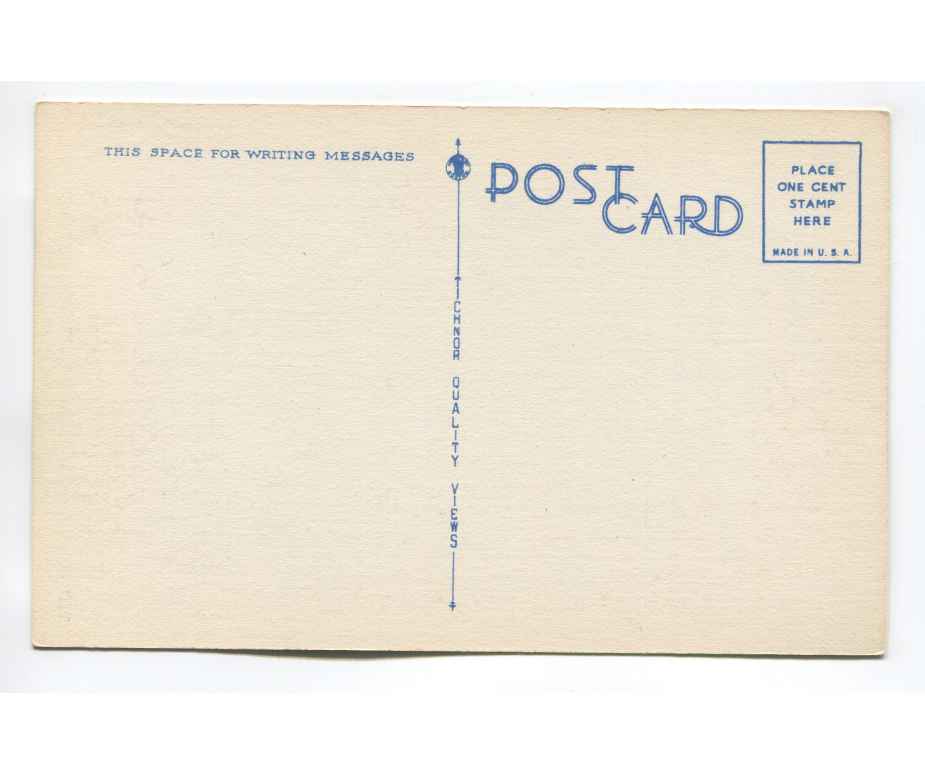 THIS SPACE FOR WRITING MESSAGES
POST
CARD
PLACE
ONE CENT
STAMP
HERE
MADE IN U.S.A.
TICHNOR QUALITY VIEWS